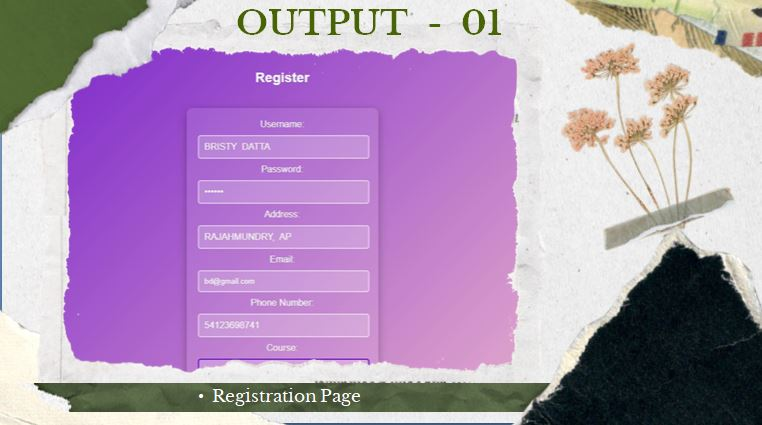 OUTPUT - 01
Register
Username:
BRISTY DATTA
Password:
••••••
Address:
RAJAHMUNDRY, AP
Email:
bd@gmail.com
Phone Number:
54123698741
Course:
• Registration Page